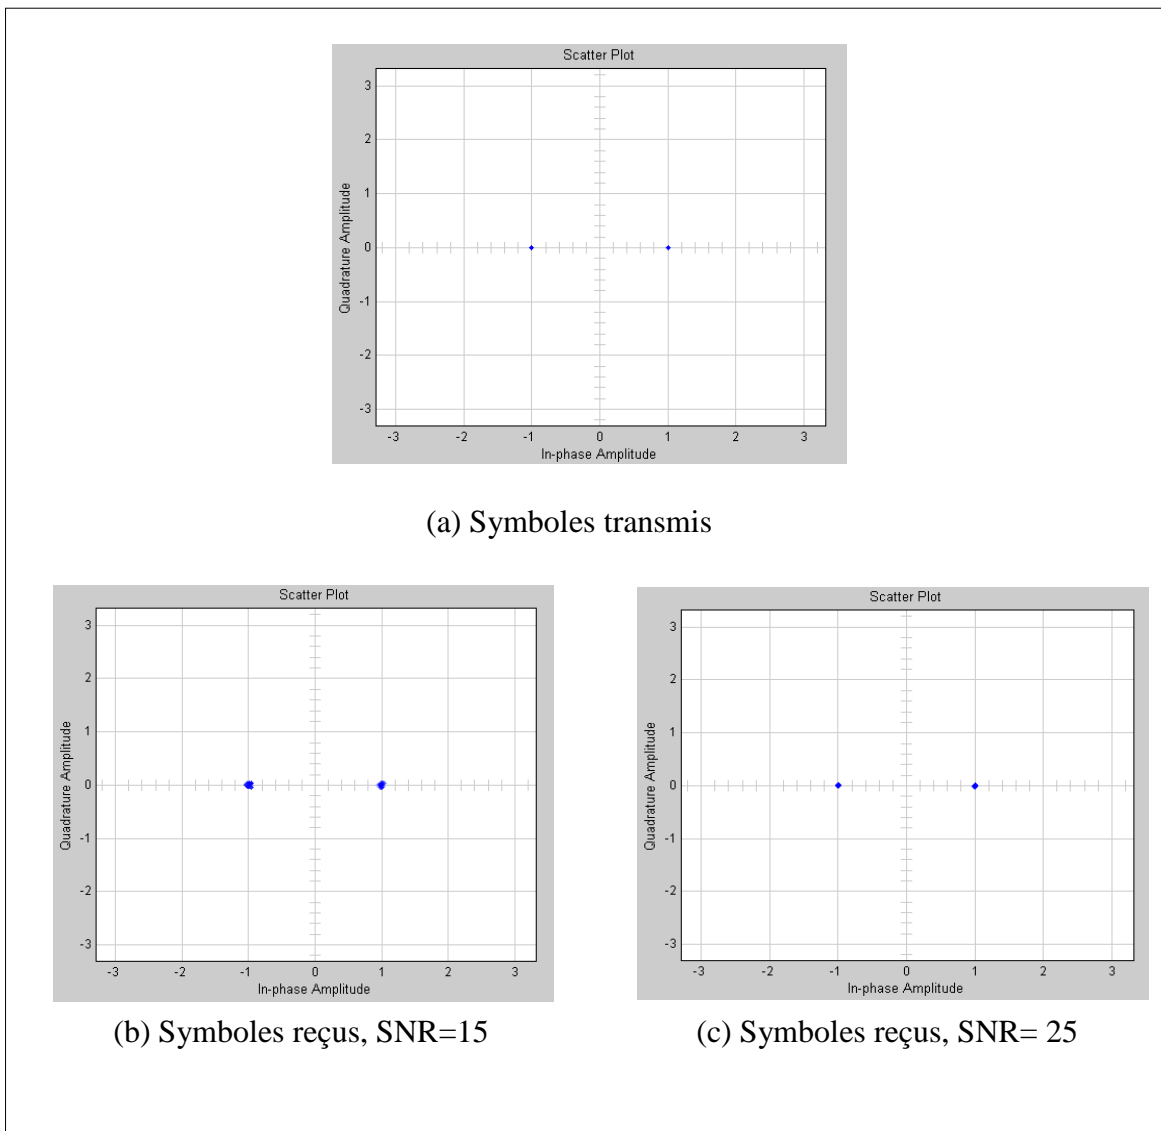 Scatter Plot
3
2
1
0
-1
-2
-3
Quadrature Amplitude
-3 -2 -1 0 1 2 3
In-phase Amplitude
(a) Symboles transmis
Scatter Plot
3
2
1
0
-1
-2
-3
Quadrature Amplitude
-3 -2 -1 0 1 2 3
In-phase Amplitude
(b) Symboles reçus, SNR=15
Scatter Plot
3
2
1
0
-1
-2
-3
Quadrature Amplitude
-3 -2 -1 0 1 2 3
In-phase Amplitude
(c) Symboles reçus, SNR= 25